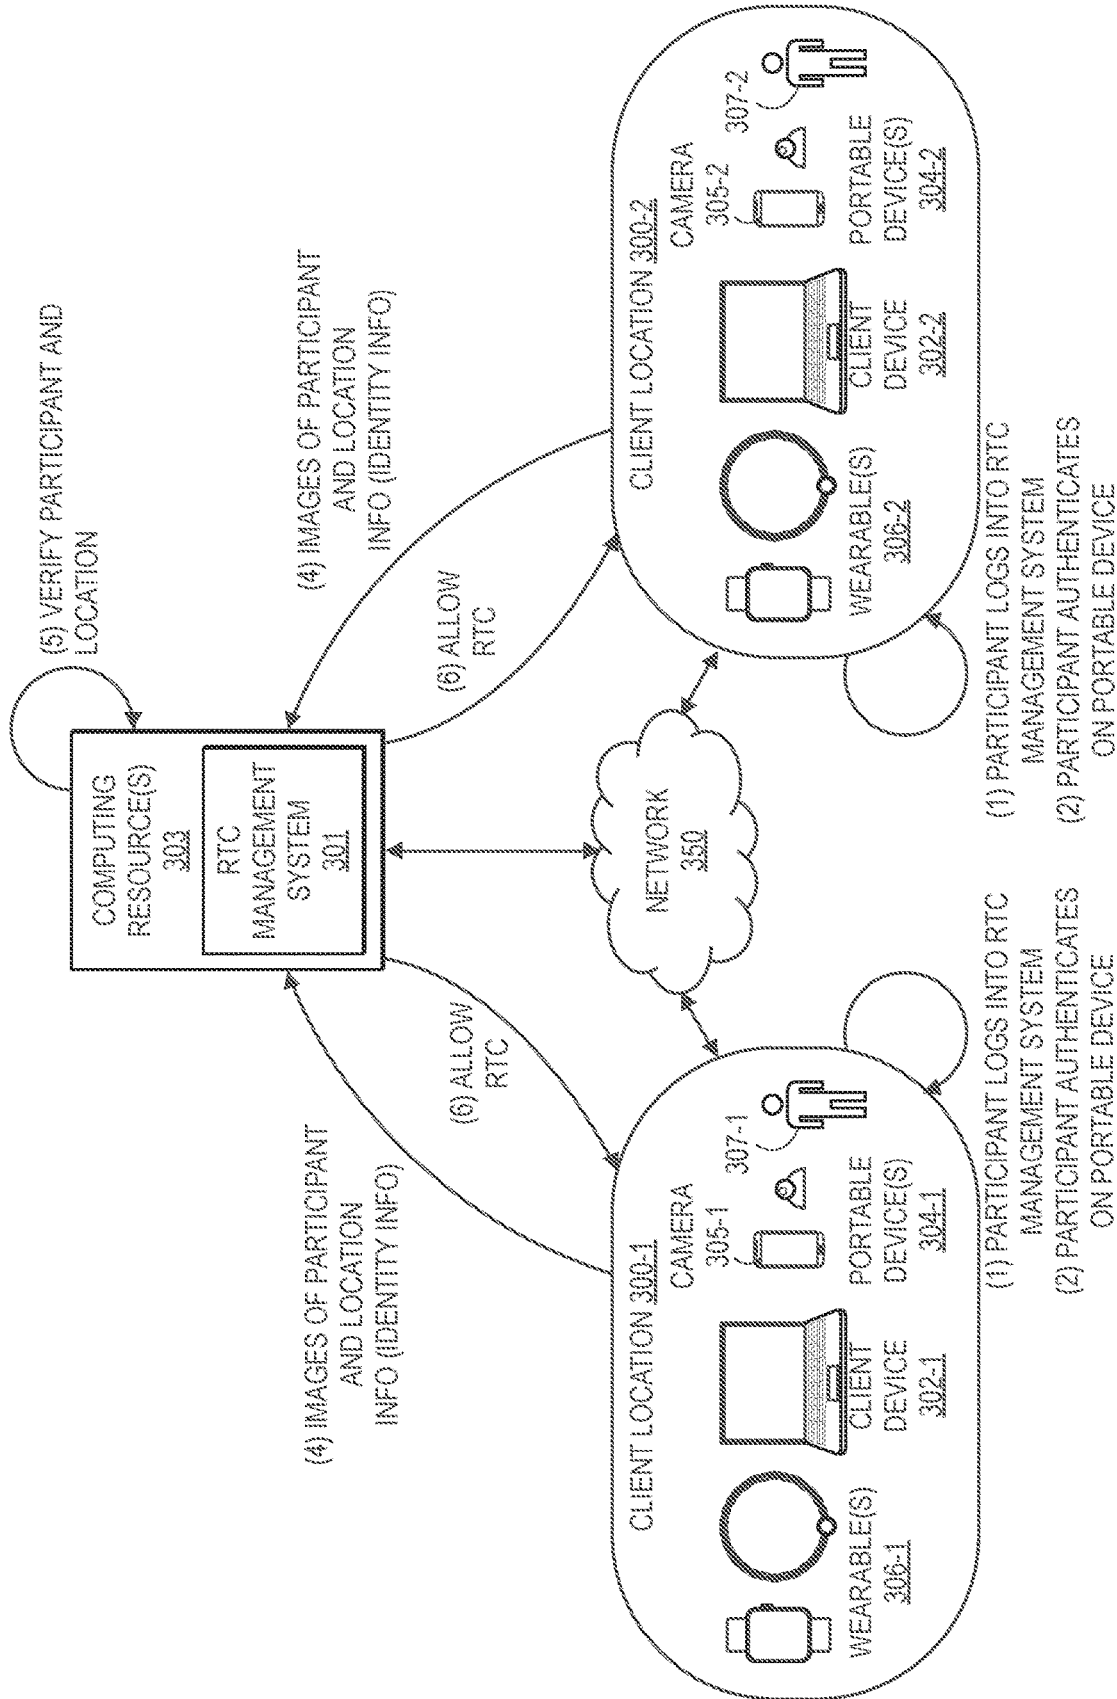 (5) VERIFY PARTICIPANT AND
LOCATION
COMPUTING
RESOURCE(S)
303
RTC
MANAGEMENT
SYSTEM
301
(4) IMAGES OF PARTICIPANT
AND LOCATION
INFO (IDENTITY INFO)
(4) IMAGES OF PARTICIPANT
AND LOCATION
INFO (IDENTITY INFO)
(6) ALLOW
RTC
(6) ALLOW
RTC
NETWORK
350
CLIENT LOCATION 300-1
CAMERA
305-1
307-1
WEARABLE(S)
306-1
CLIENT
DEVICE
302-1
PORTABLE
DEVICE(S)
304-1
CLIENT LOCATION 300-2
CAMERA
305-2
307-2
WEARABLE(S)
306-2
CLIENT
DEVICE
302-2
PORTABLE
DEVICE(S)
304-2
(1) PARTICIPANT LOGS INTO RTC
MANAGEMENT SYSTEM
(2) PARTICIPANT AUTHENTICATES
ON PORTABLE DEVICE
(1) PARTICIPANT LOGS INTO RTC
MANAGEMENT SYSTEM
(2) PARTICIPANT AUTHENTICATES
ON PORTABLE DEVICE